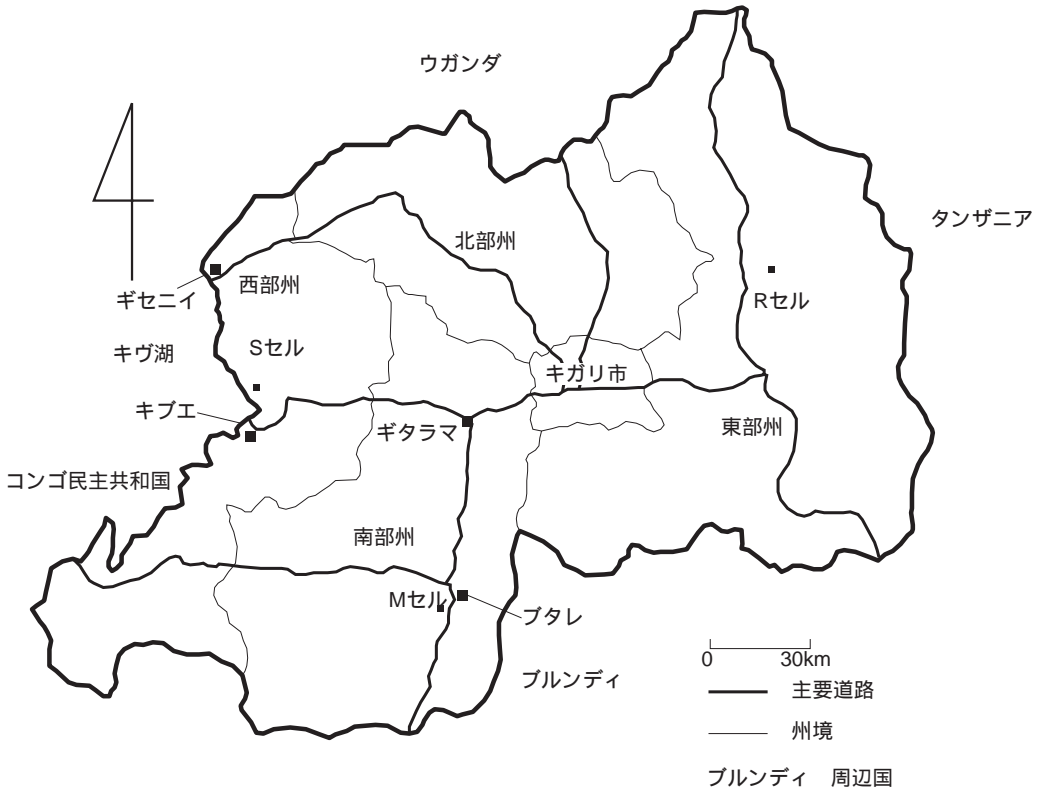 ウガンダ
タンザニア
北部州
ギセニイ
西部州
Rセル
キヴ湖
Sセル
キガリ市
キブエ
ギタラマ
東部州
コンゴ民主共和国
南部州
Mセル
ブタレ
ブルンディ
0 30km
主要道路
州境
ブルンディ 周辺国